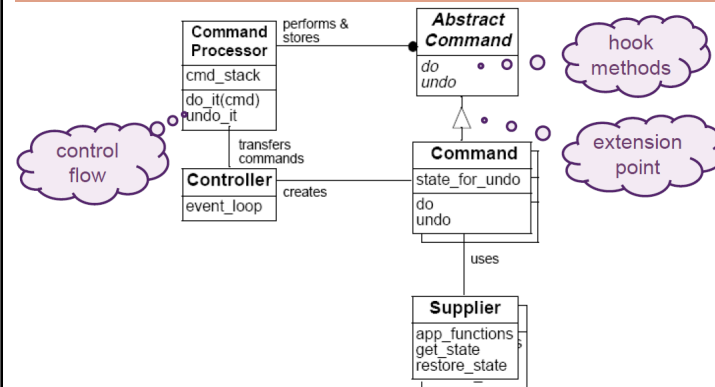 performs &
stores
Command
Processor
cmd_stack
do_it(cmd)
undo_it
Abstract
Command
do
undo
hook
methods
control
flow
transfers
commands
extension
point
Controller
event_loop
creates
Command
state_for_undo
do
undo
uses
Supplier
app_functions
get_state
restore_state
s